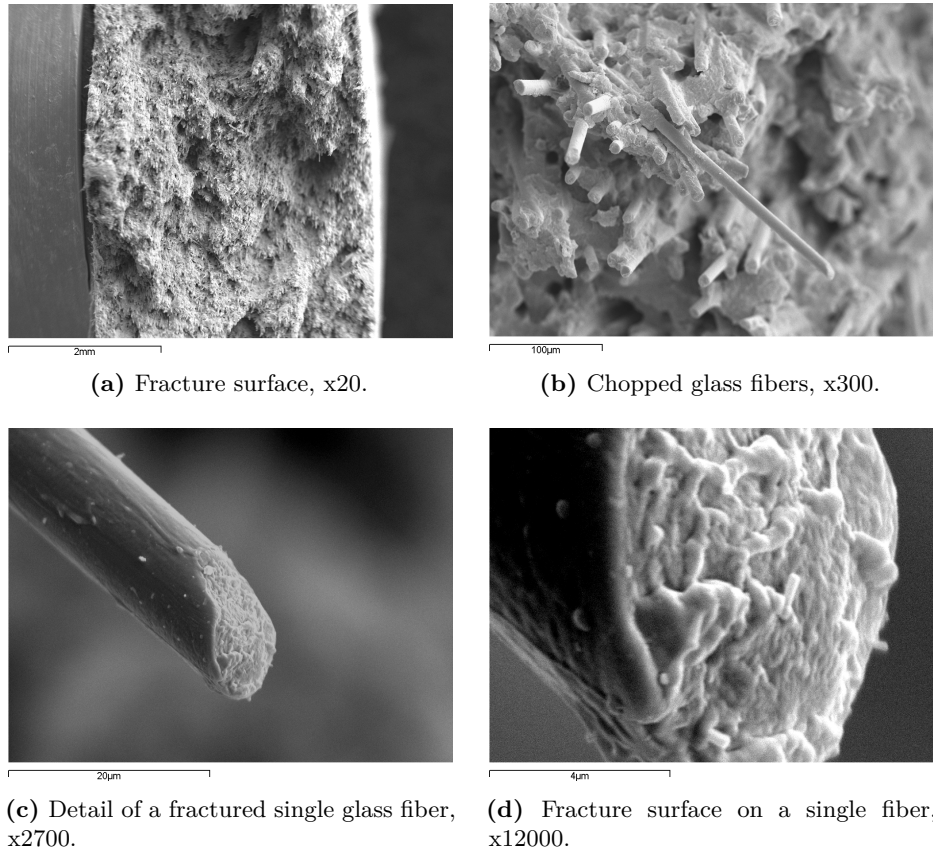 2mm
100µm
(a) Fracture surface, x20.
(b) Chopped glass fibers, x300.
20µm
4µm
(c) Detail of a fractured single glass fiber,
x2700.
(d) Fracture surface on a single fiber,
x12000.